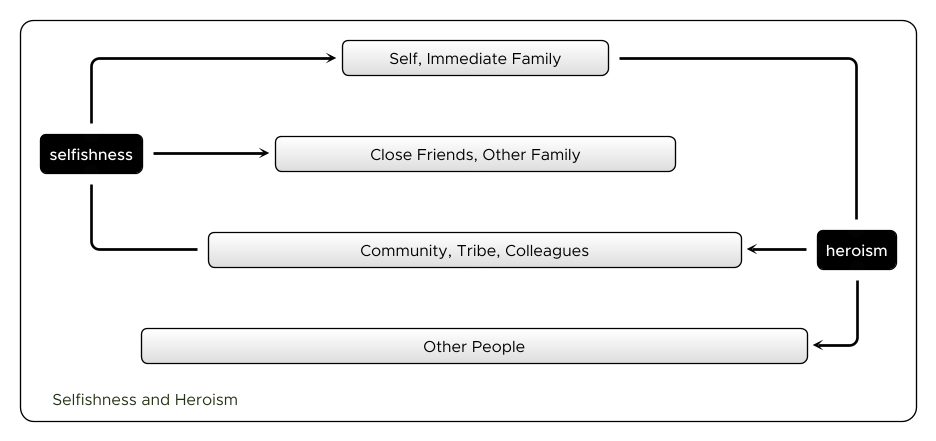 Self, Immediate Family
selfishness
Close Friends, Other Family
Community, Tribe, Colleagues
heroism
Other People
Selfishness and Heroism